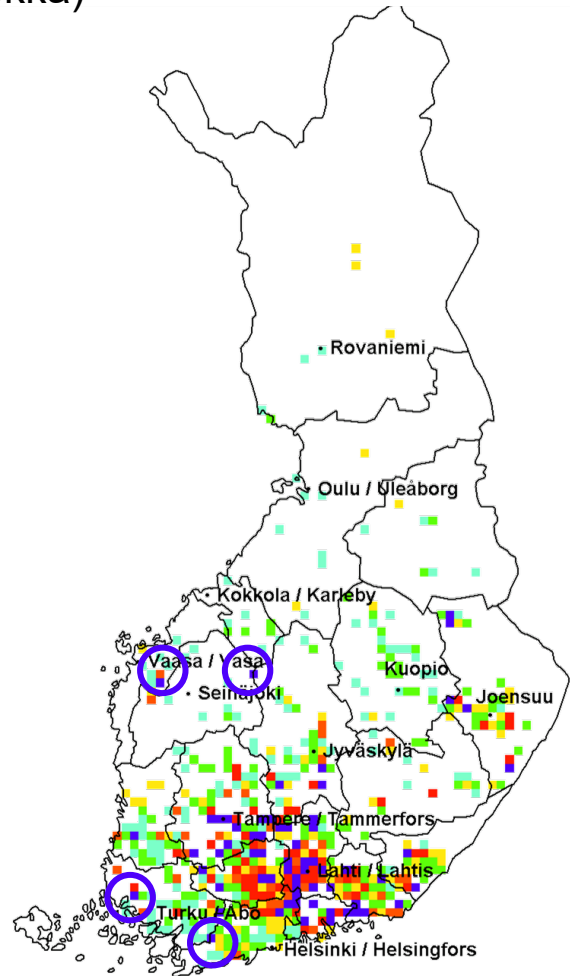 kka)
Rovaniemi
Oulu / Uleåborg
Kokkola / Karleby
Vaasa / Vasa
Kuopio
Seinäjoki
Joensuu
Jyväskylä
Tampere / Tammerfors
Lahti / Lahtis
Turku / Åbo
Helsinki / Helsingfors